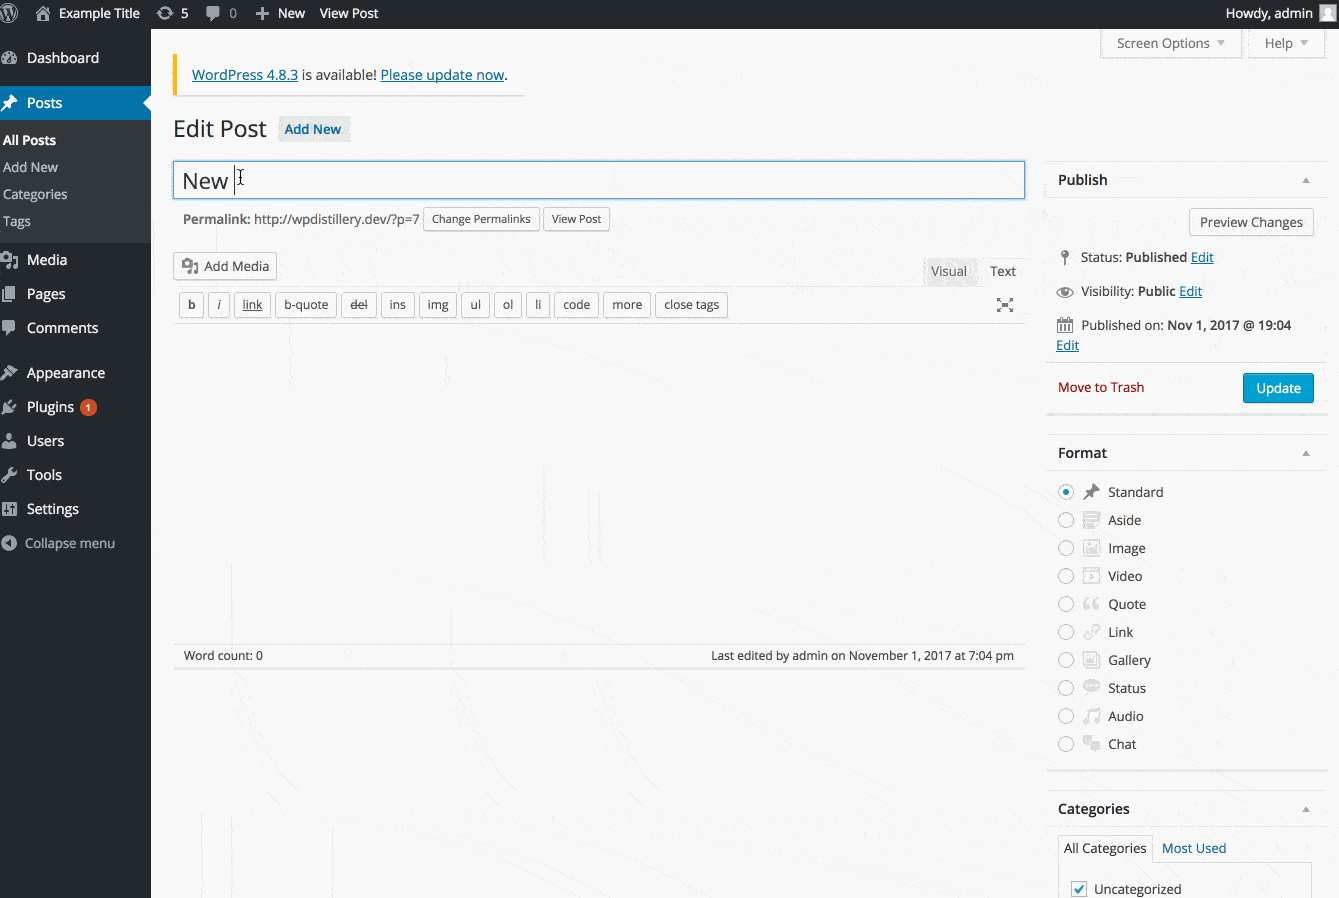 Example Title 5 0 New View Post Howdy, admin
Screen Options Help
Dashboard
Posts
All Posts
Add New
Categories
Tags
Media
Pages
Comments
Appearance
Plugins 1
Users
Tools
Settings
Collapse menu
WordPress 4.8.3 is available! Please update now.
Edit Post Add New
New
Permalink: http://wpdistillery.dev/?p=7 Change Permalinks View Post
Add Media
Visual Text
b i link b-quote del ins img ul ol li code more close tags
Word count: 0 Last edited by admin on November 1, 2017 at 7:04 pm
Publish
Preview Changes
Status: Published Edit
Visibility: Public Edit
Published on: Nov 1, 2017 @ 19:04
Edit
Move to Trash Update
Format
Standard
Aside
Image
Video
Quote
Link
Gallery
Status
Audio
Chat
Categories
All Categories Most Used
Uncategorized